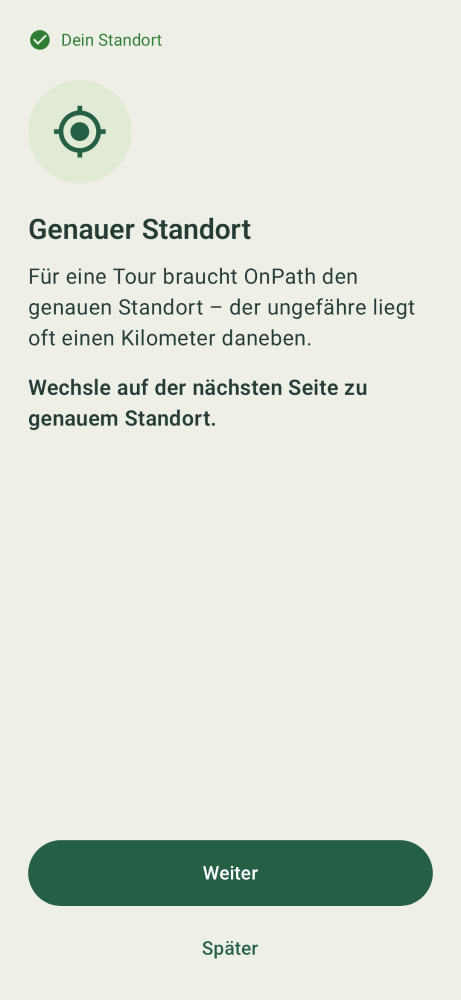 Dein Standort
Genauer Standort
Für eine Tour braucht OnPath den
genauen Standort – der ungefähre liegt
oft einen Kilometer daneben.
Wechsle auf der nächsten Seite zu
genauem Standort.
Weiter
Später